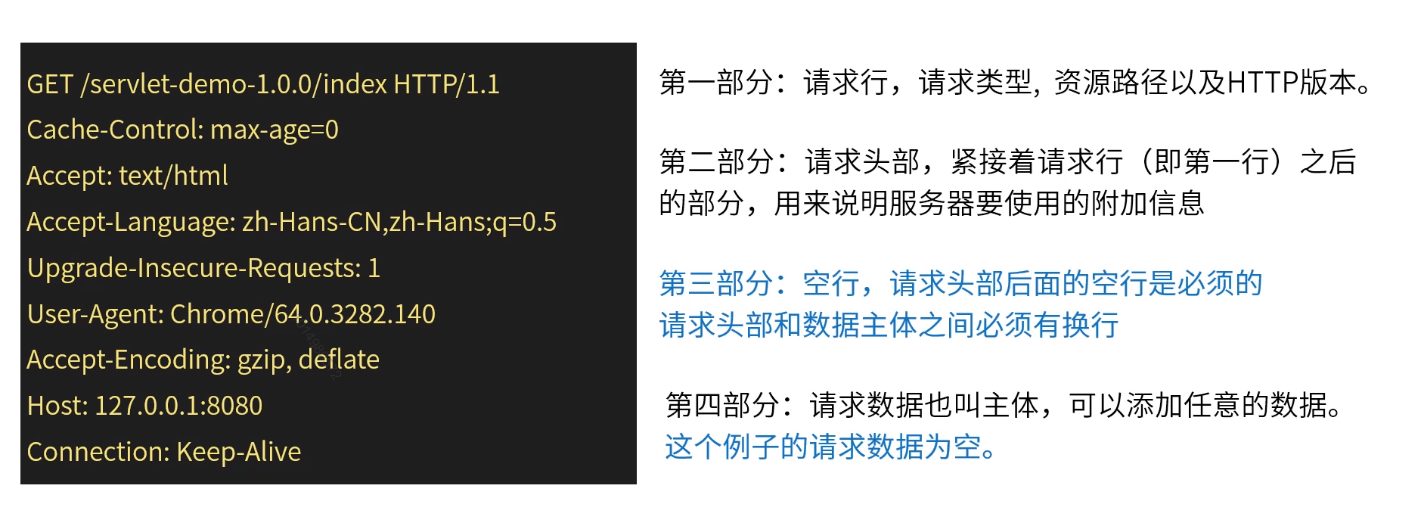 GET /servlet-demo-1.0.0/index HTTP/1.1
Cache-Control: max-age=0
Accept: text/html
Accept-Language: zh-Hans-CN,zh-Hans;q=0.5
Upgrade-Insecure-Requests: 1
User-Agent: Chrome/64.0.3282.140
Accept-Encoding: gzip, deflate
Host: 127.0.0.1:8080
Connection: Keep-Alive
第一部分：请求行，请求类型, 资源路径以及HTTP版本。
第二部分：请求头部，紧接着请求行（即第一行）之后
的部分，用来说明服务器要使用的附加信息
第三部分：空行，请求头部后面的空行是必须的
请求头部和数据主体之间必须有换行
第四部分：请求数据也叫主体，可以添加任意的数据。
这个例子的请求数据为空。